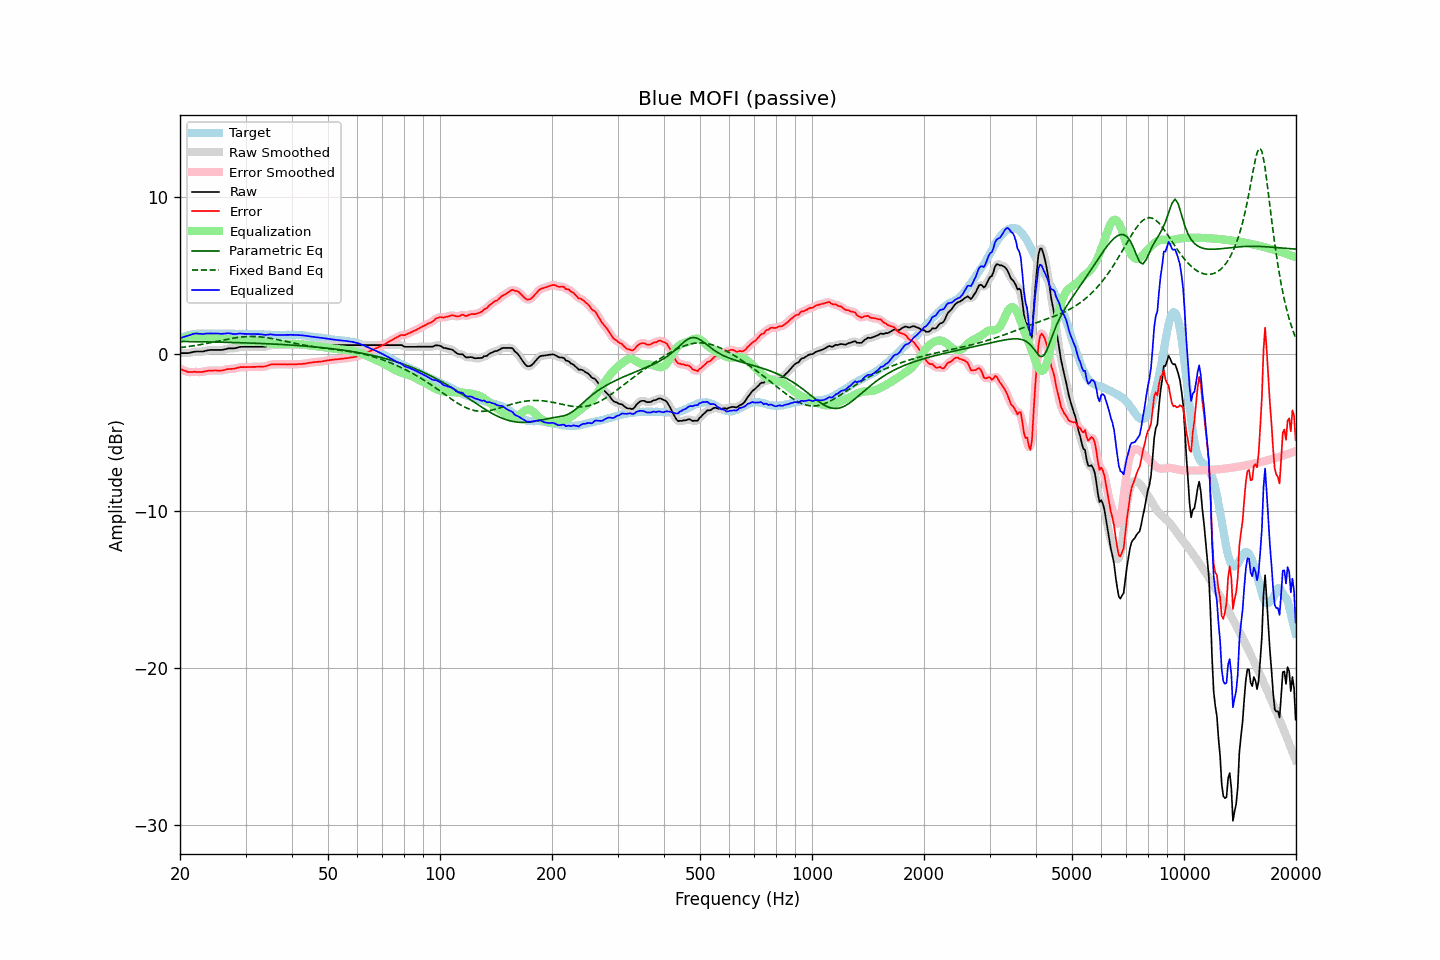 Blue MOFI (passive)
Target
Raw Smoothed
Error Smoothed
Raw
Error
Equalization
Parametric Eq
Fixed Band Eq
Equalized
10
0
−10
−20
−30
Amplitude (dBr)
20 50 100 200 500 1000 2000 5000 10000 20000
Frequency (Hz)